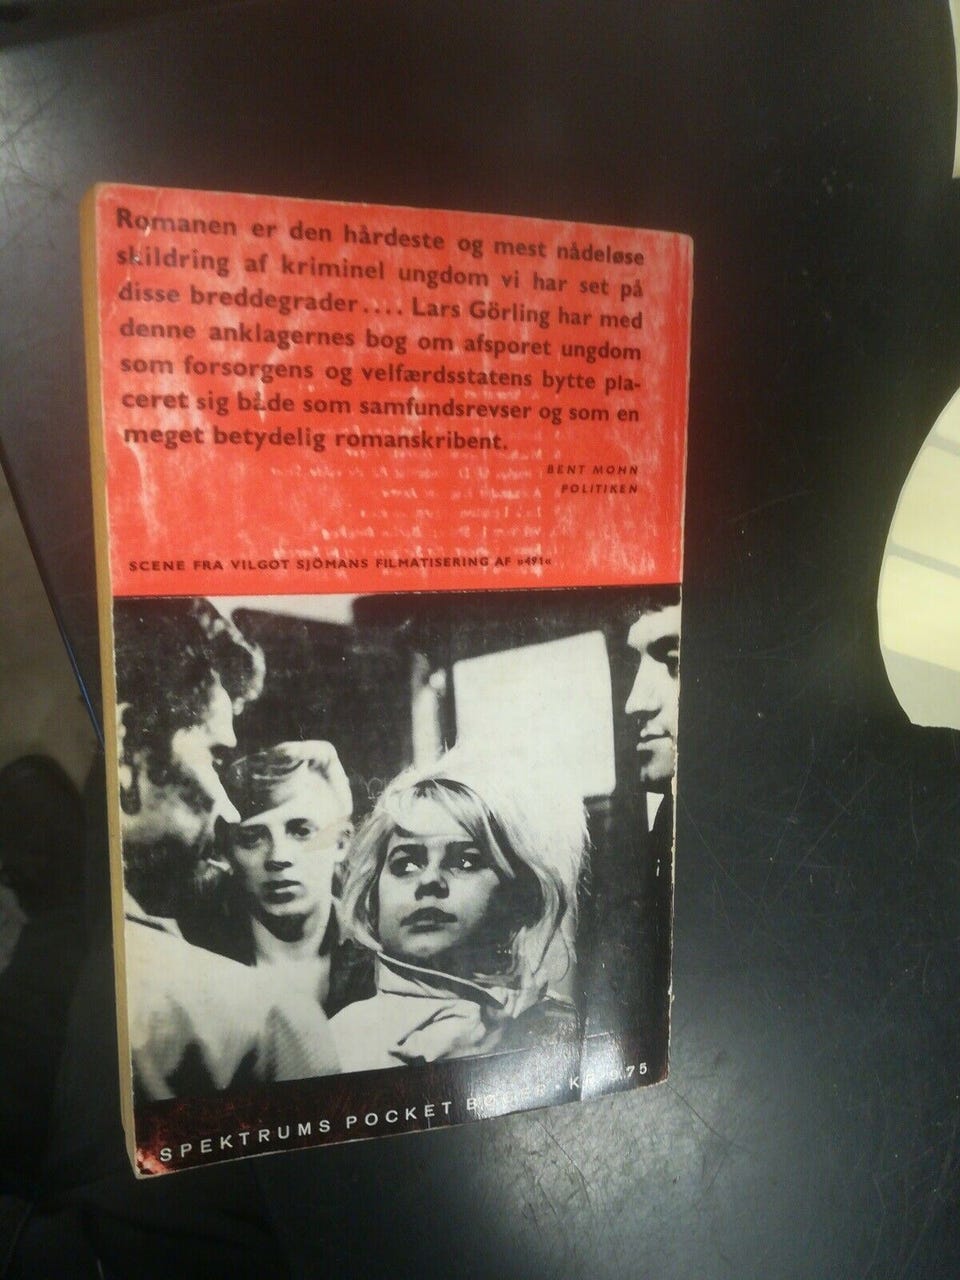 Romanen er den hårdeste og mest nådeløse
skildring af kriminel ungdom vi har set på
disse breddegrader.... Lars Görling har med
denne anklagernes bog om afsporet ungdom
som forsorgens og velfærdsstatens bytte pla-
ceret sig både som samfundsrevser og som en
meget betydelig romanskribent.
BENT MOHN
POLITIKEN
SCENE FRA VILGOT SJÖMANS FILMATISERING AF »491«
SPEKTRUMS POCKET